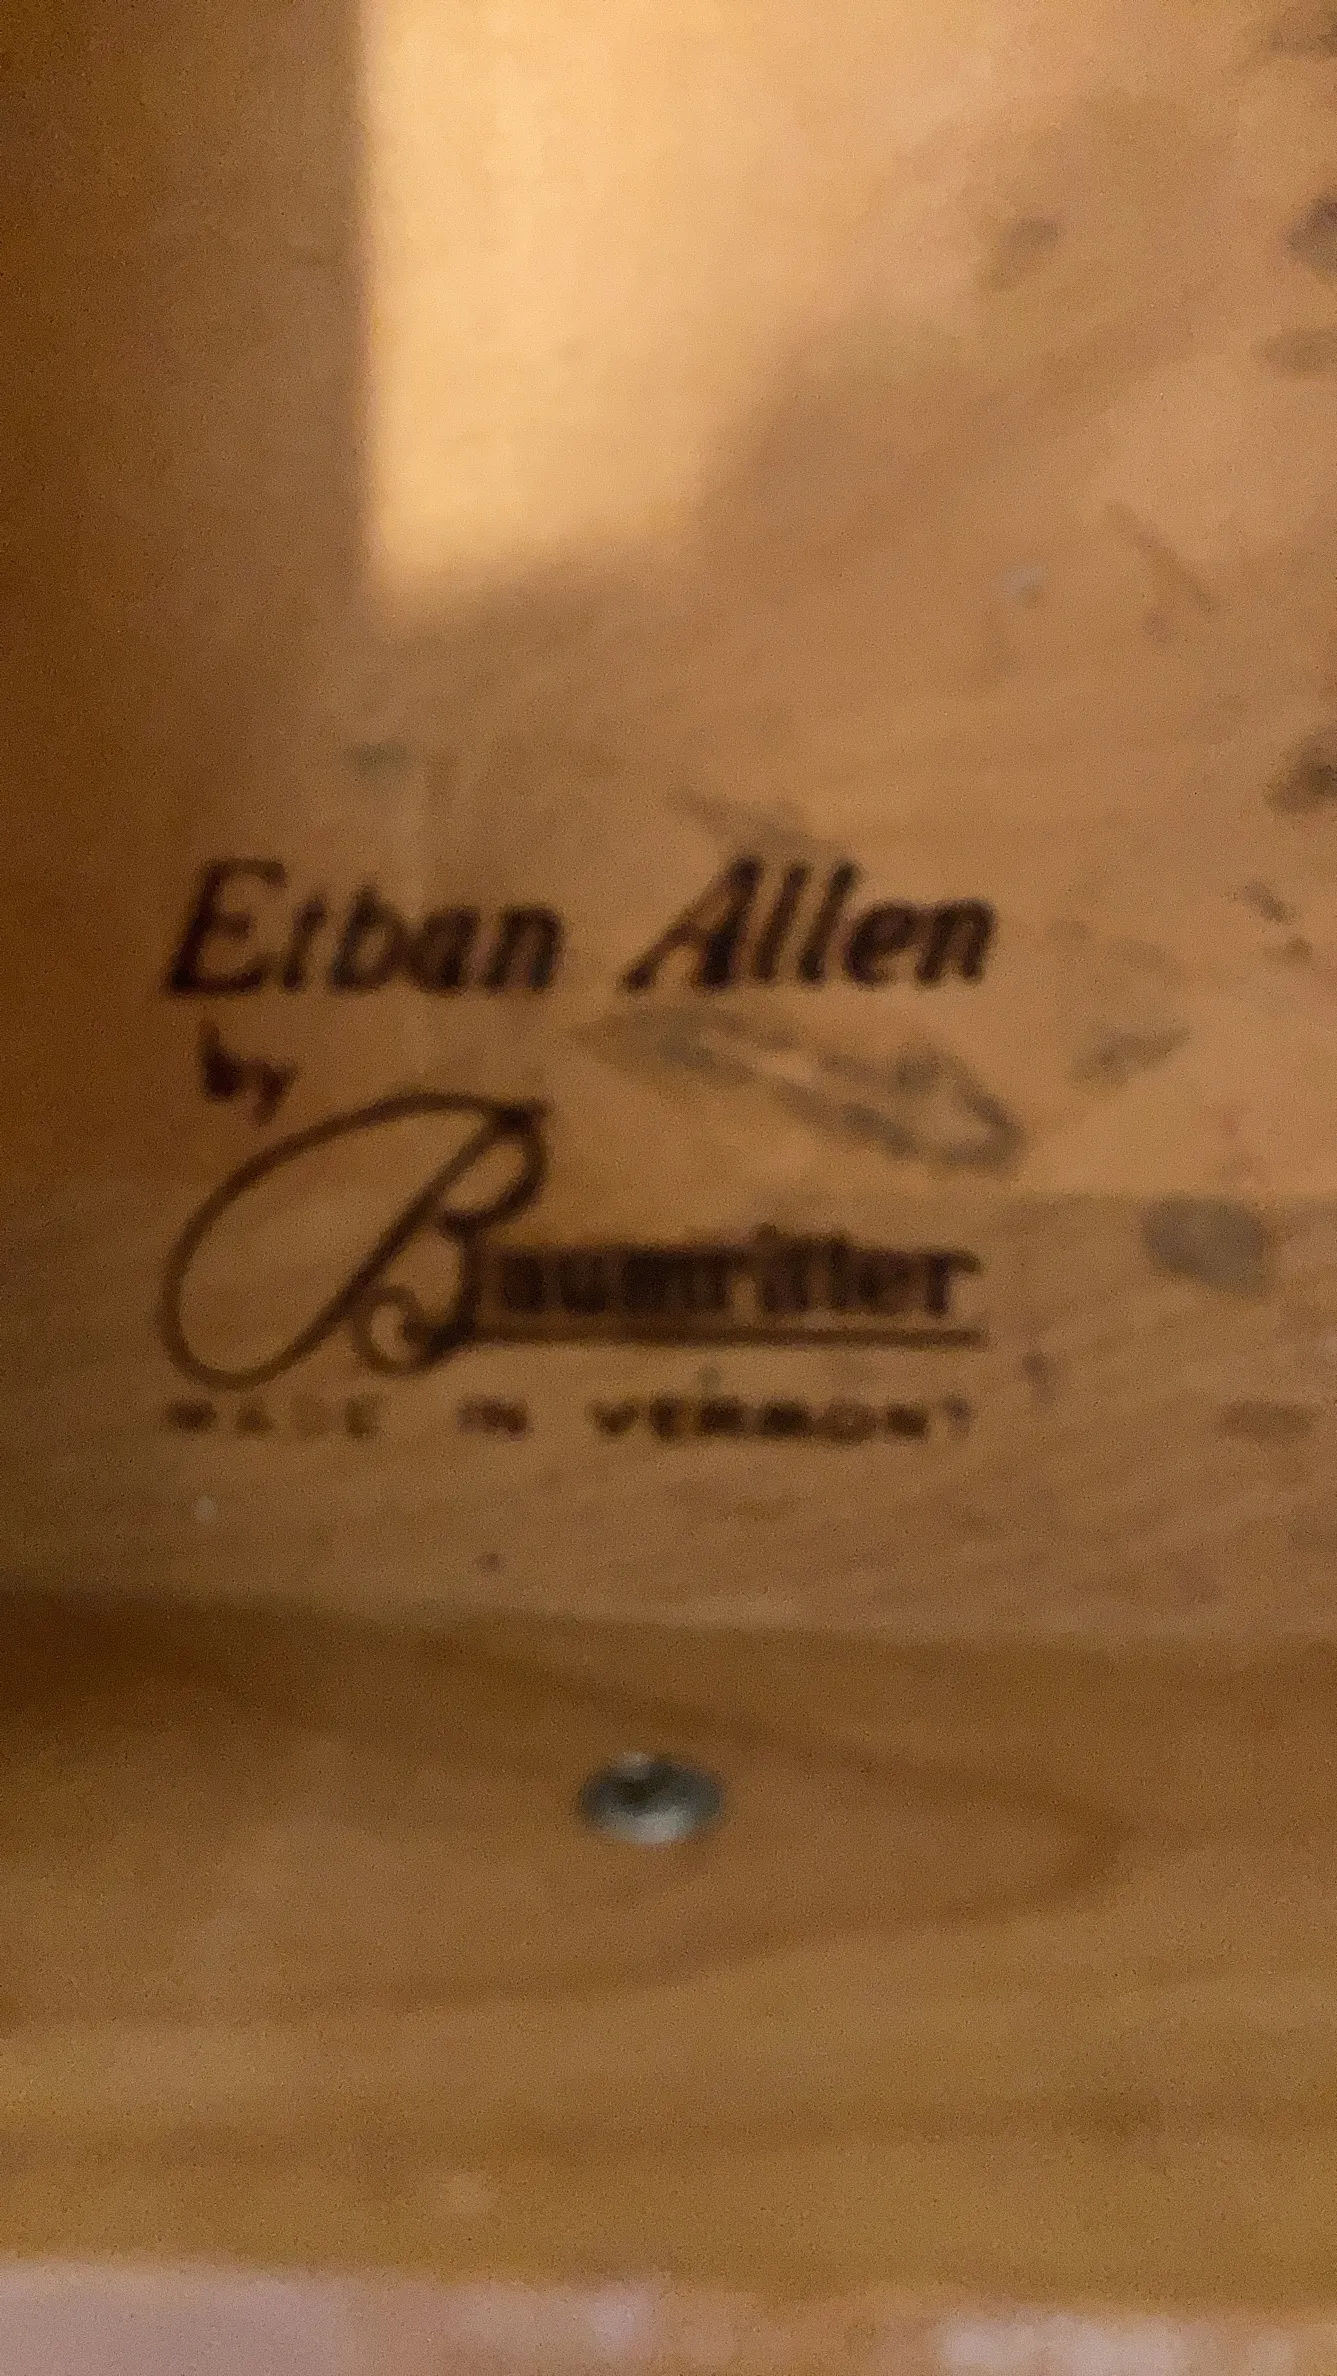 Ethan Allen
by
Baumritter
MADE IN VERMONT